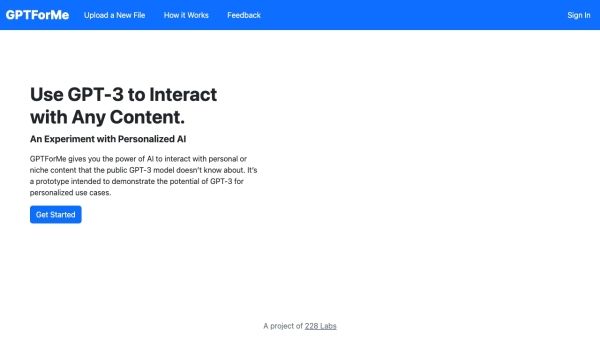 GPTForMe Upload a New File How it Works Feedback Sign In
Use GPT-3 to Interact
with Any Content.
An Experiment with Personalized AI
GPTForMe gives you the power of AI to interact with personal or
niche content that the public GPT-3 model doesn't know about. It's
a prototype intended to demonstrate the potential of GPT-3 for
personalized use cases.
Get Started
A project of 228 Labs